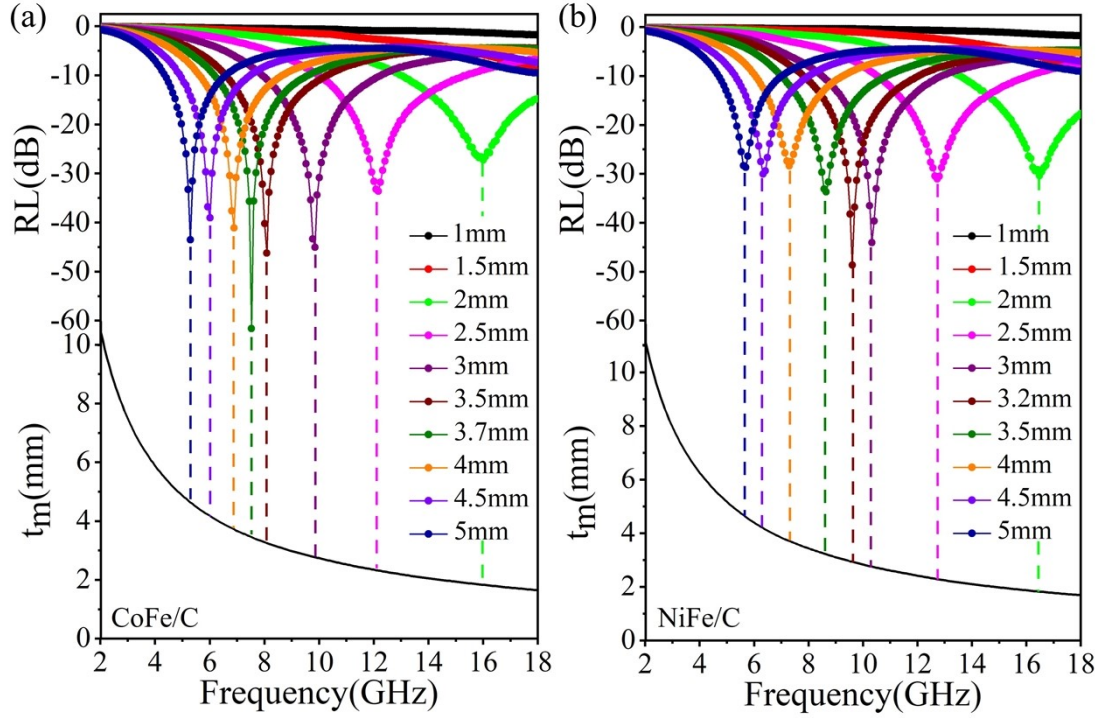 (a)
0
-10
-20
-30
-40
-50
-60
RL(dB)
1mm
1.5mm
2mm
2.5mm
3mm
3.5mm
3.7mm
4mm
4.5mm
5mm
10
8
6
4
2
0
tm(mm)
CoFe/C
2 4 6 8 10 12 14 16 18
Frequency(GHz)
(b)
0
-10
-20
-30
-40
-50
-60
RL(dB)
1mm
1.5mm
2mm
2.5mm
3mm
3.2mm
3.5mm
4mm
4.5mm
5mm
10
8
6
4
2
0
tm(mm)
NiFe/C
2 4 6 8 10 12 14 16 18
Frequency(GHz)